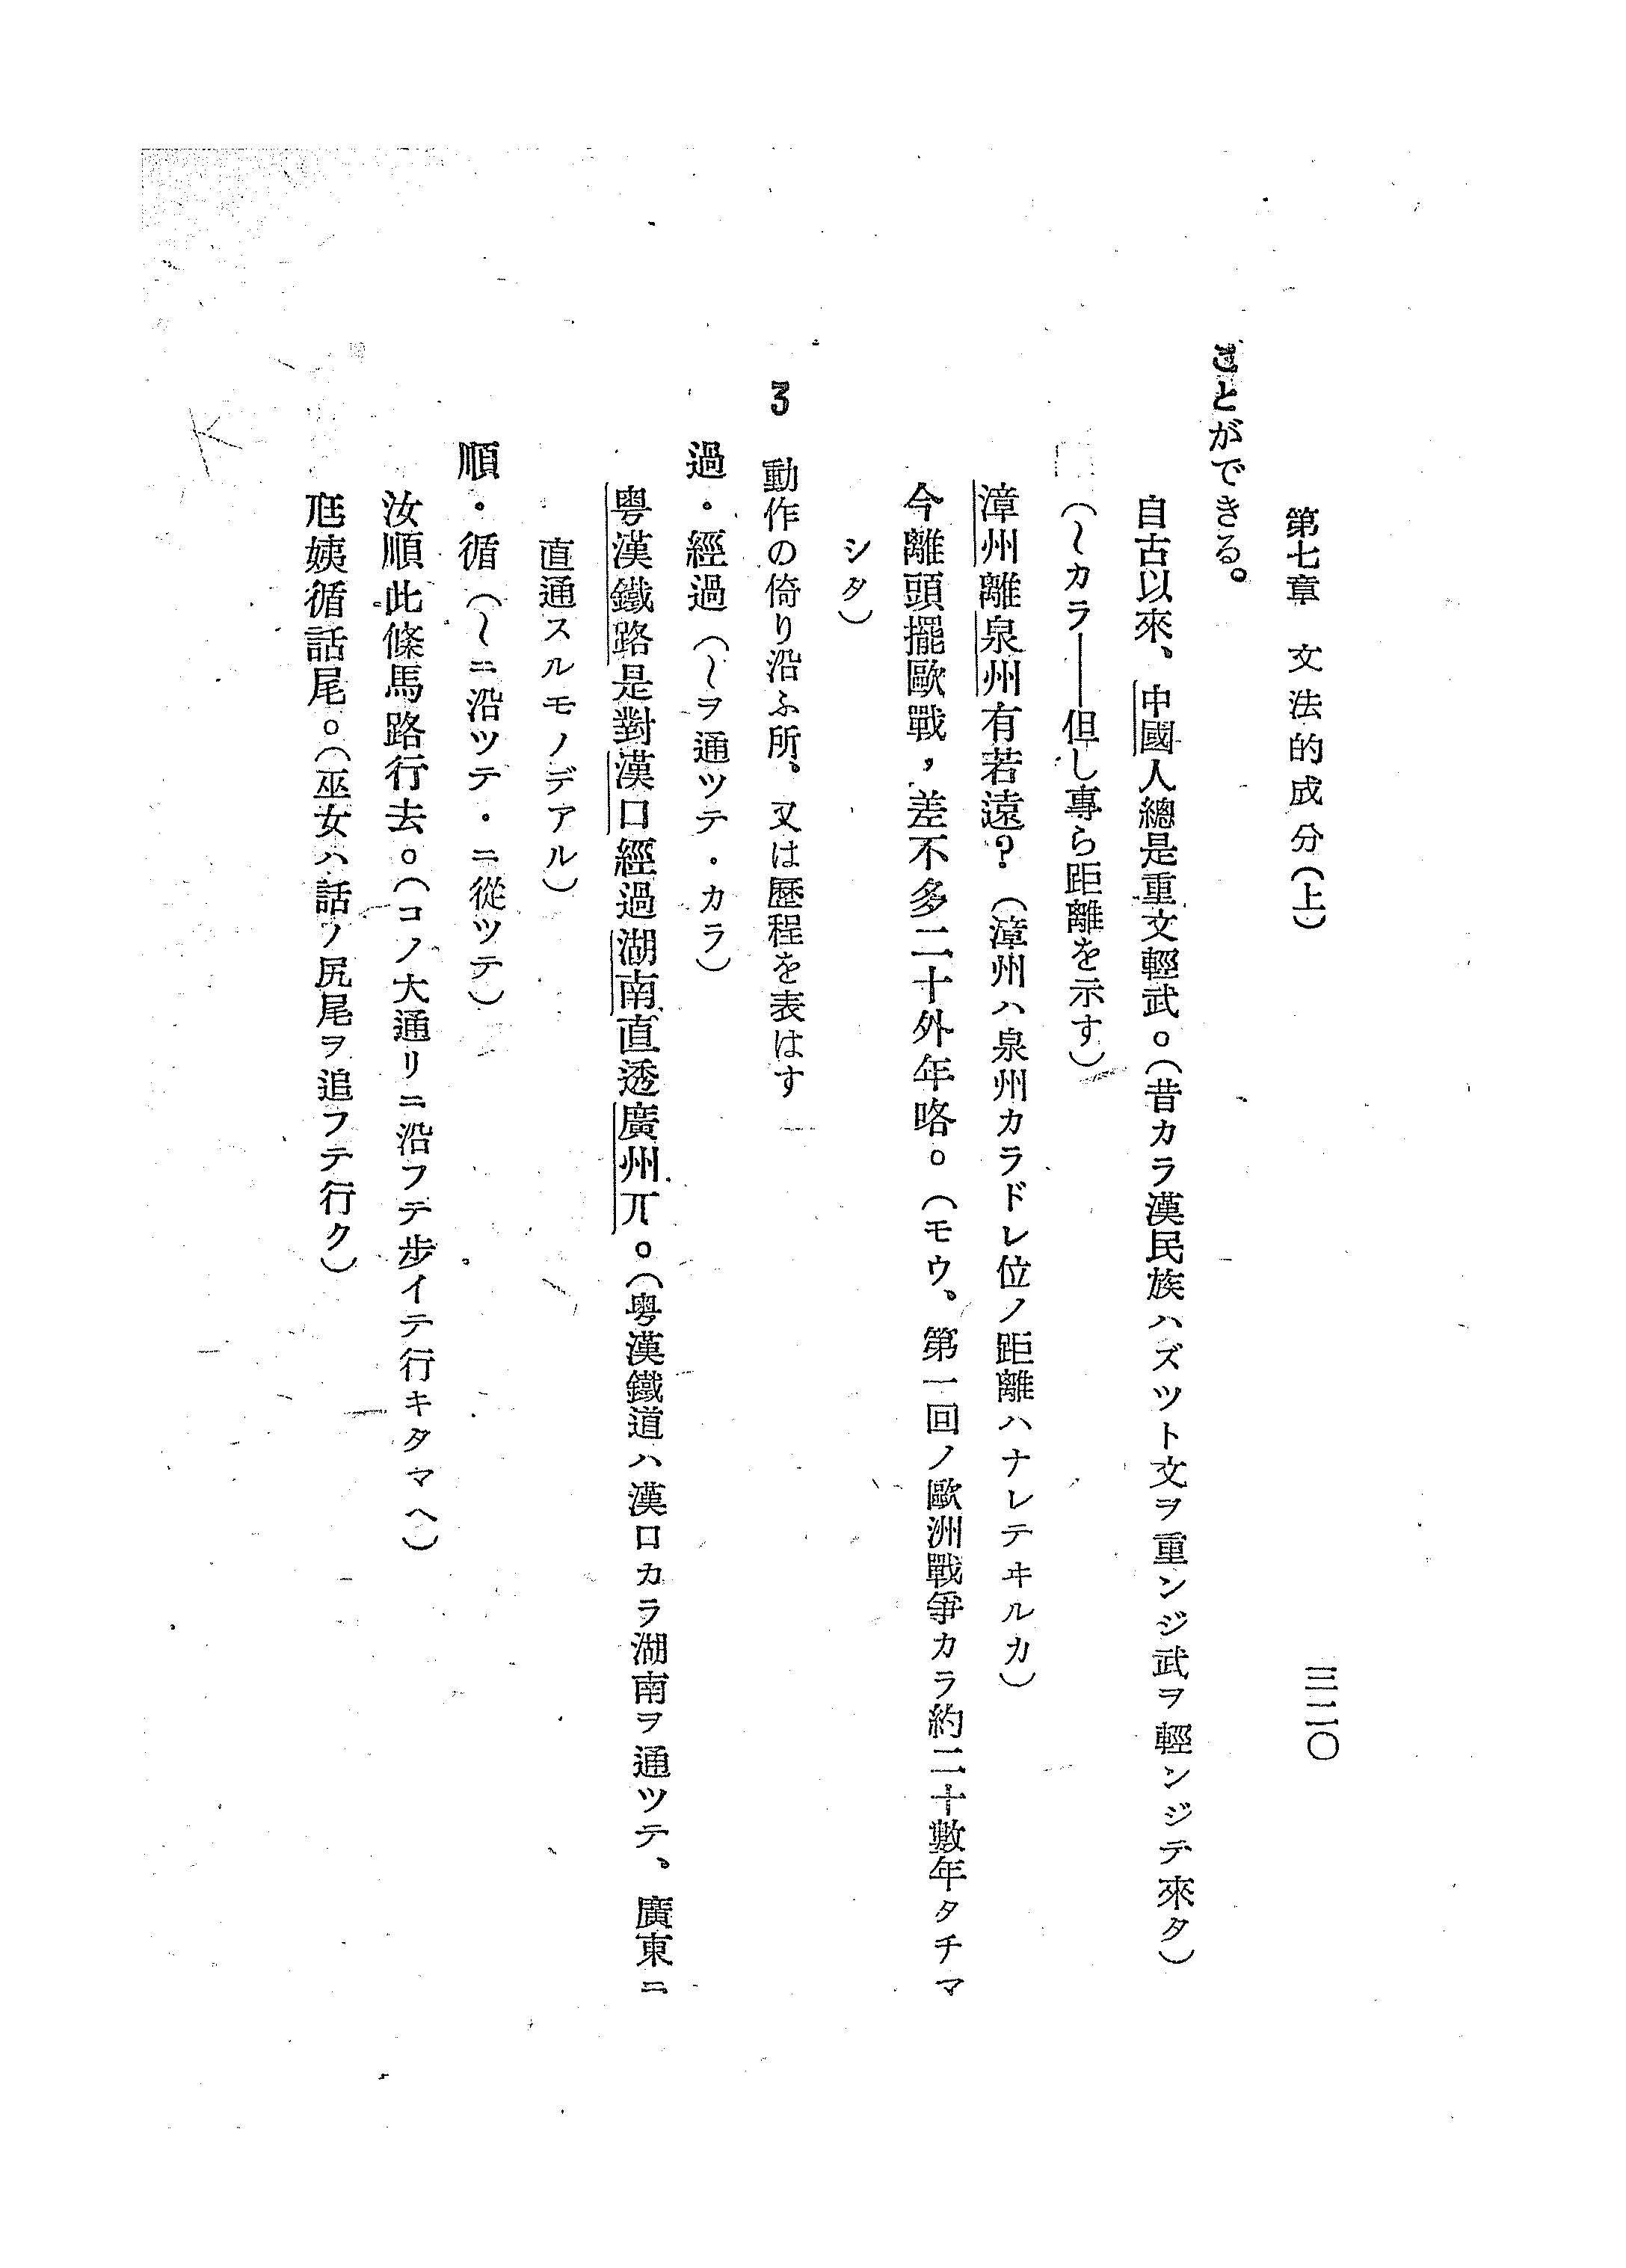 第七章　文法的成分(上)
三二〇
ことができる。
自古以來、中國人總是重文輕武。(昔カラ漢民族ハズツト文ヲ重ンジ武ヲ輕ンジテ來タ)
(〜カラ――但し專ら距離を示す)
漳州離泉州有若遠？(漳州ハ泉州カラドレ位ノ距離ハナレテヰルカ)
今離頭擺歐戰，差不多二十外年咯。(モウ、第一回ノ歐洲戰爭カラ約二十數年タチマ
シタ)
3　動作の倚り沿ふ所、又は歷程を表はす
過・經過(〜ヲ通ツテ・カラ)
粤漢鐵路是對漢口經過湖南直透廣州兀。(粤漢鐵道ハ漢口カラ湖南ヲ通ツテ、廣東ニ
直通スルモノデアル)
順・循(〜ニ沿ツテ・ニ從ツテ)
汝順此條馬路行去。(コノ大通リニ沿フテ步イテ行キタマヘ)
尫姨循話尾。(巫女ハ話ノ尻尾ヲ追フテ行ク)